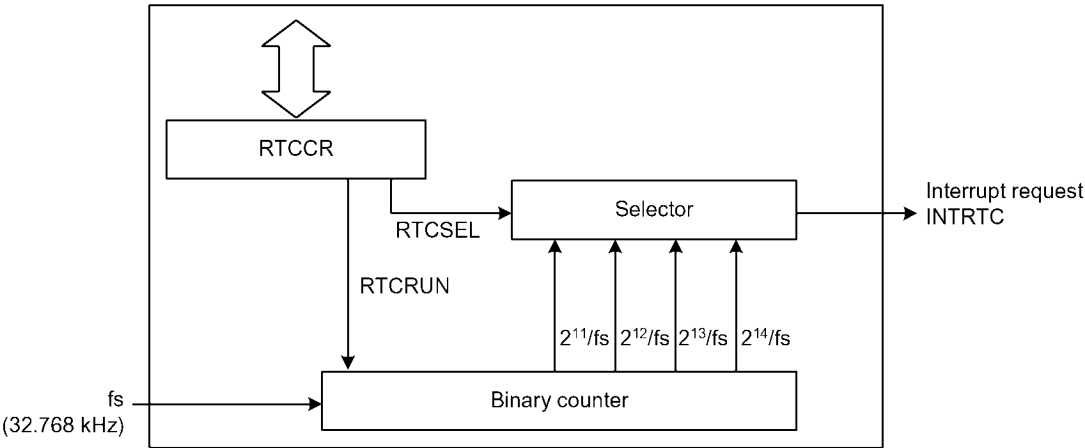 RTCCR
Interrupt request
INTRTC
Selector
RTCSEL
RTCRUN
2¹¹/fs 2¹²/fs 2¹³/fs 2¹⁴/fs
fs
(32.768 kHz)
Binary counter